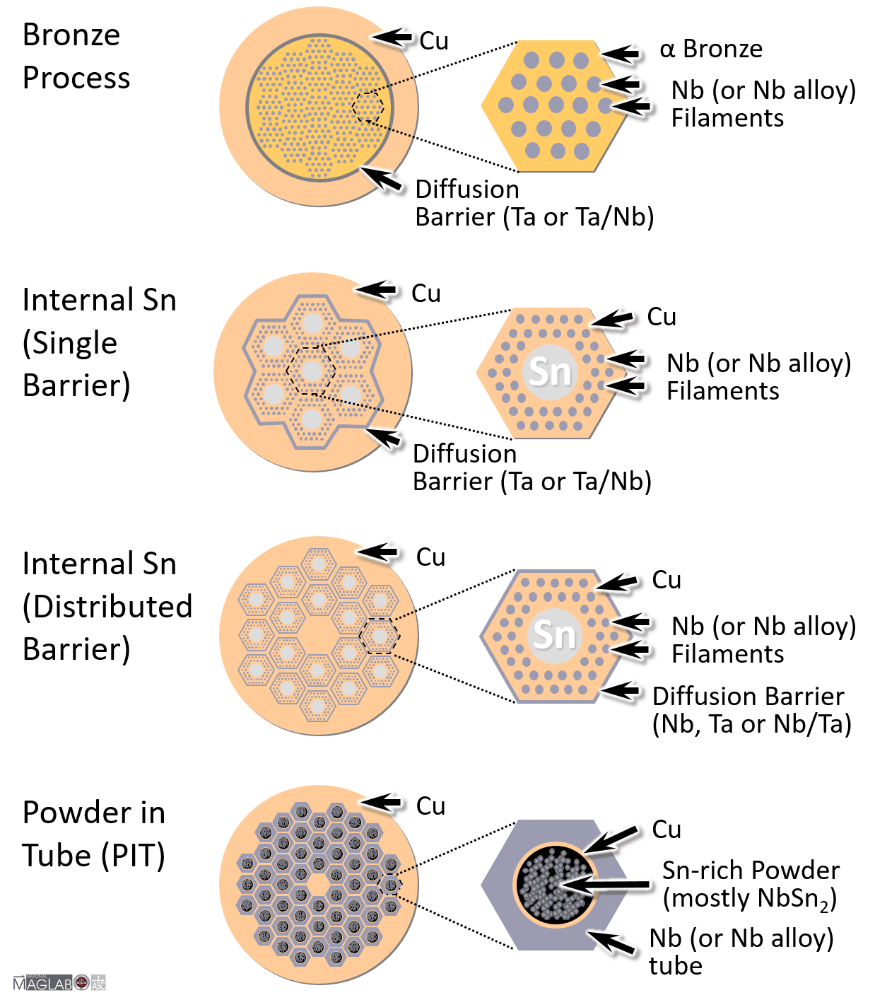 Bronze
Process
Cu
α Bronze
Nb (or Nb alloy)
Filaments
Diffusion
Barrier (Ta or Ta/Nb)
Internal Sn
(Single
Barrier)
Cu
Cu
Sn
Nb (or Nb alloy)
Filaments
Diffusion
Barrier (Ta or Ta/Nb)
Internal Sn
(Distributed
Barrier)
Cu
Cu
Sn
Nb (or Nb alloy)
Filaments
Diffusion Barrier
(Nb, Ta or Nb/Ta)
Powder in
Tube (PIT)
Cu
Cu
Sn-rich Powder
(mostly NbSn₂)
Nb (or Nb alloy)
tube
NATIONAL
MAGLAB
ASC